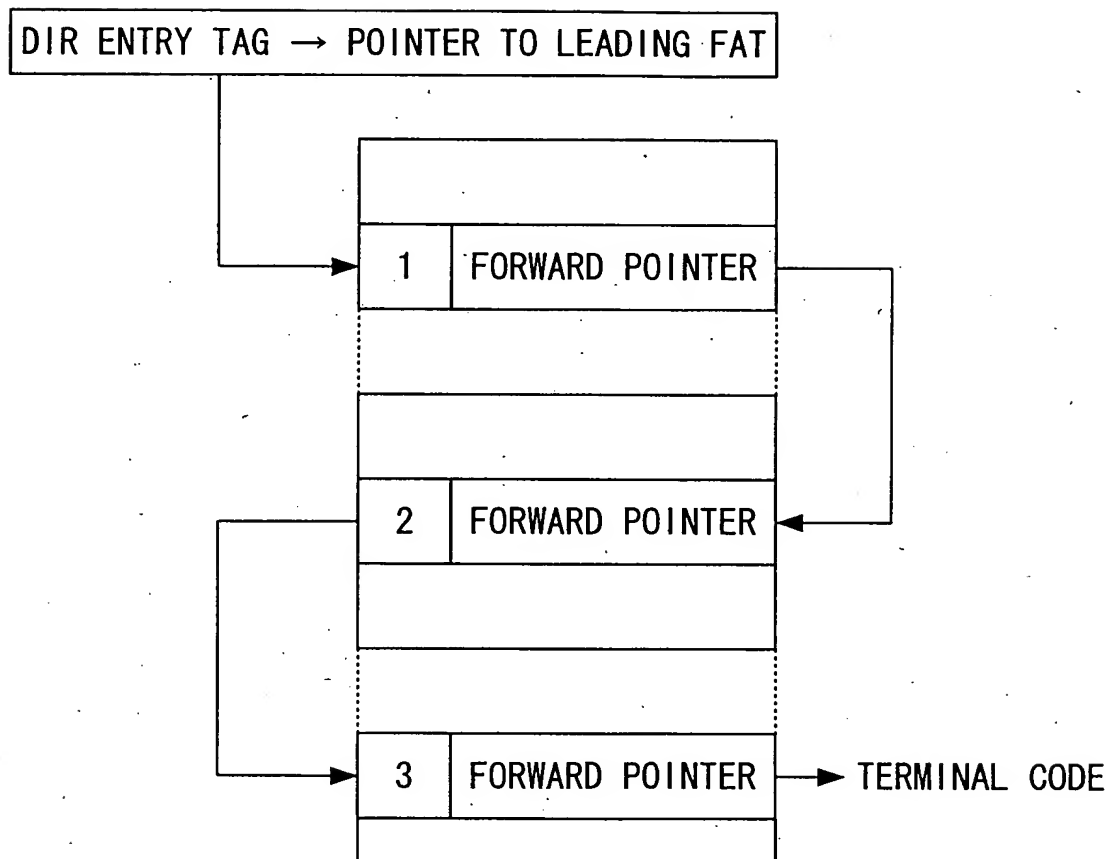 DIR ENTRY TAG → POINTER TO LEADING FAT
1 FORWARD POINTER
2 FORWARD POINTER
3 FORWARD POINTER
TERMINAL CODE